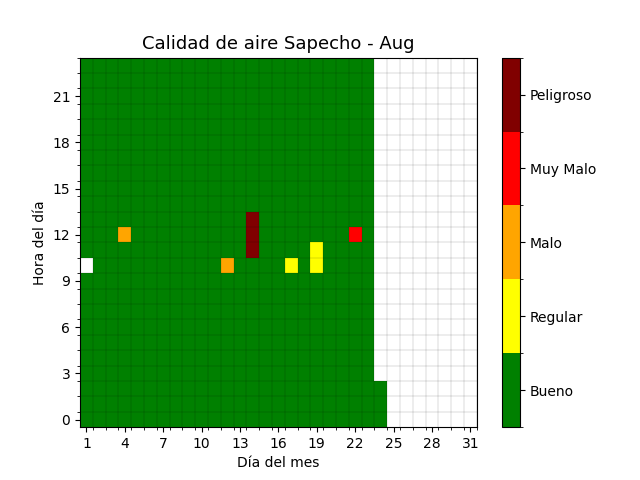 Calidad de aire Sapecho - Aug
Hora del día
21
18
15
12
9
6
3
0
1 4 7 10 13 16 19 22 25 28 31
Día del mes
Peligroso
Muy Malo
Malo
Regular
Bueno